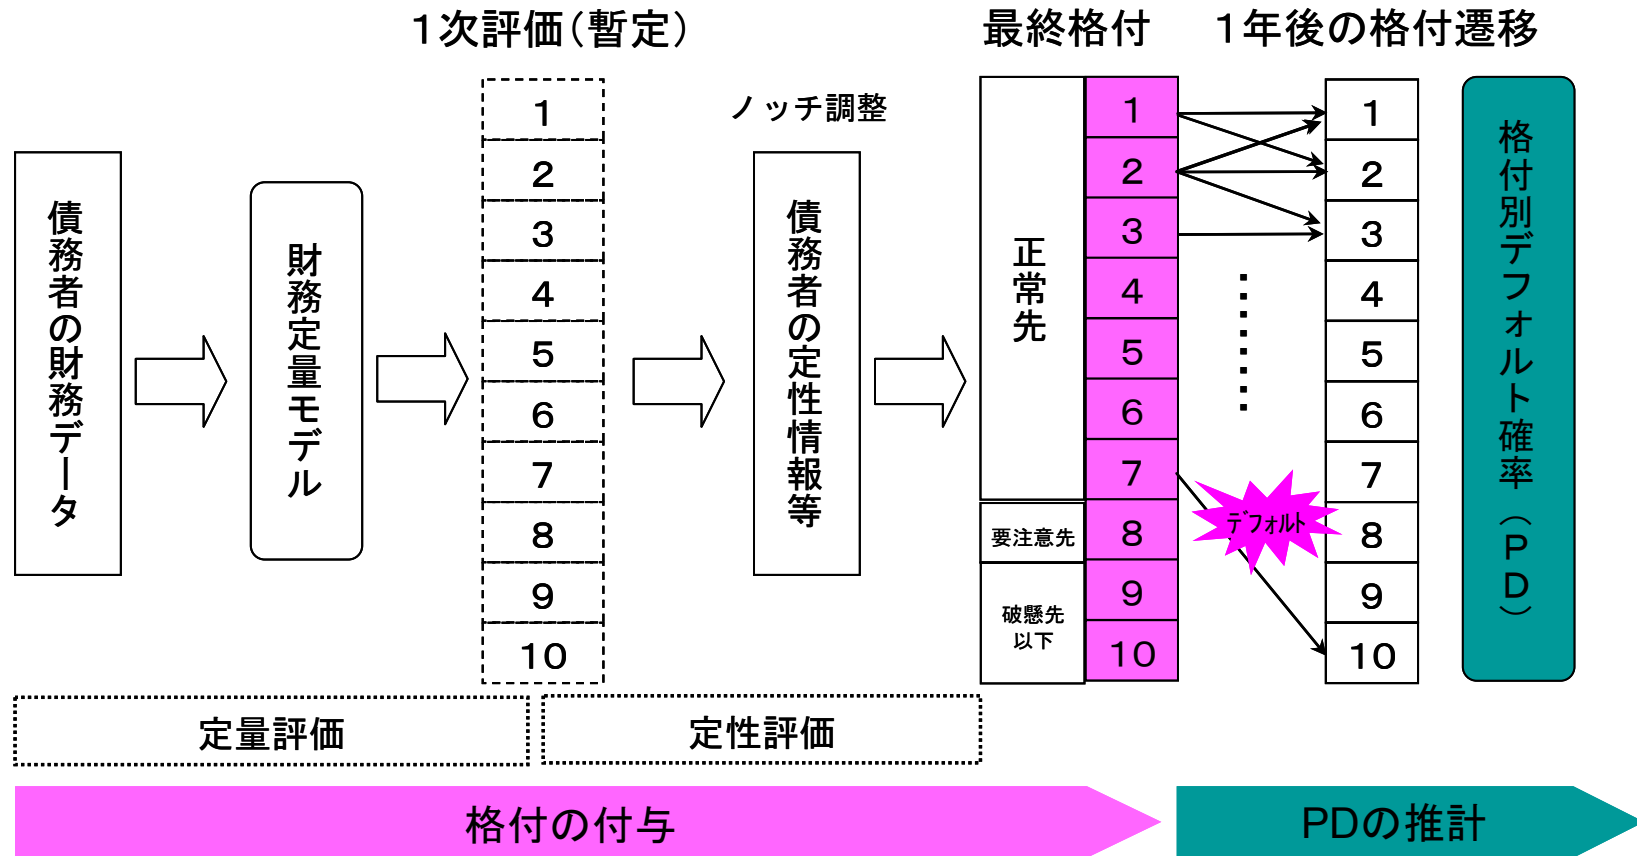 １次評価（暫定）
最終格付
１年後の格付遷移
債務者の財務データ
財務定量モデル
1
2
3
4
5
6
7
8
9
10
ノッチ調整
債務者の定性情報等
正常先
要注意先
破懸先
以下
1
2
3
4
5
6
7
8
9
10
デフォルト
1
2
3
4
5
6
7
8
9
10
格付別デフォルト確率（ＰＤ）
定量評価
定性評価
格付の付与
PDの推計